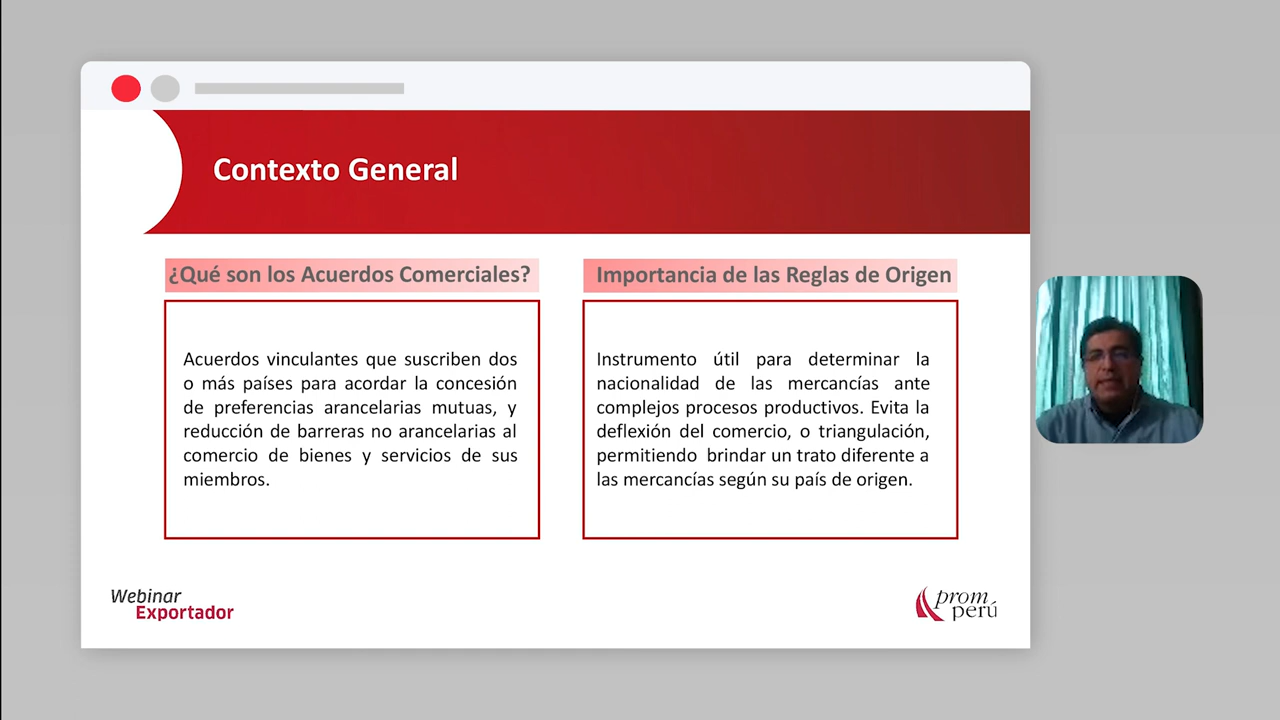 Contexto General
¿Qué son los Acuerdos Comerciales?
Acuerdos vinculantes que suscriben dos
o más países para acordar la concesión
de preferencias arancelarias mutuas, y
reducción de barreras no arancelarias al
comercio de bienes y servicios de sus
miembros.
Importancia de las Reglas de Origen
Instrumento útil para determinar la
nacionalidad de las mercancías ante
complejos procesos productivos. Evita la
deflexión del comercio, o triangulación,
permitiendo brindar un trato diferente a
las mercancías según su país de origen.
Webinar
Exportador
prom
perú